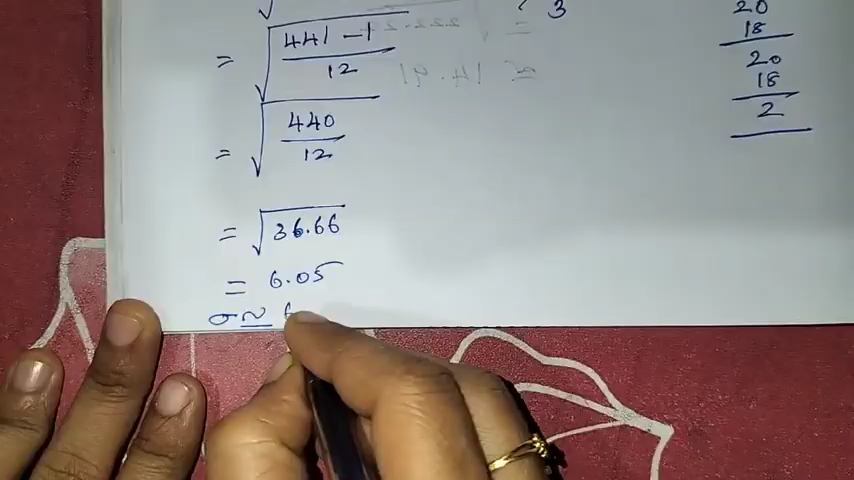 3
= √(441 - 1 / 12)
= √(440 / 12)
= √36.66
= 6.05
σ ≈ 6
20
18
20
18
2